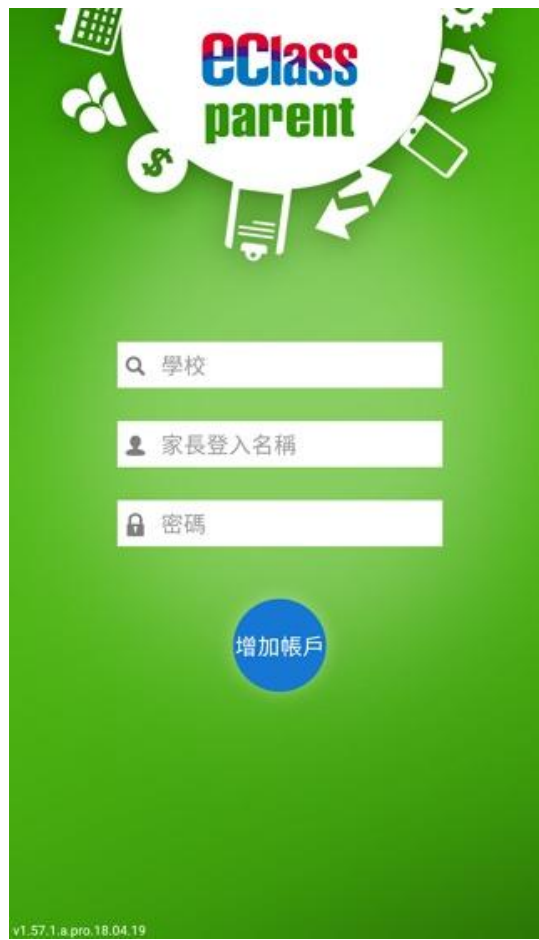 eClass
parent
$
學校
家長登入名稱
密碼
增加帳戶
v1.57.1.a.pro.18.04.19